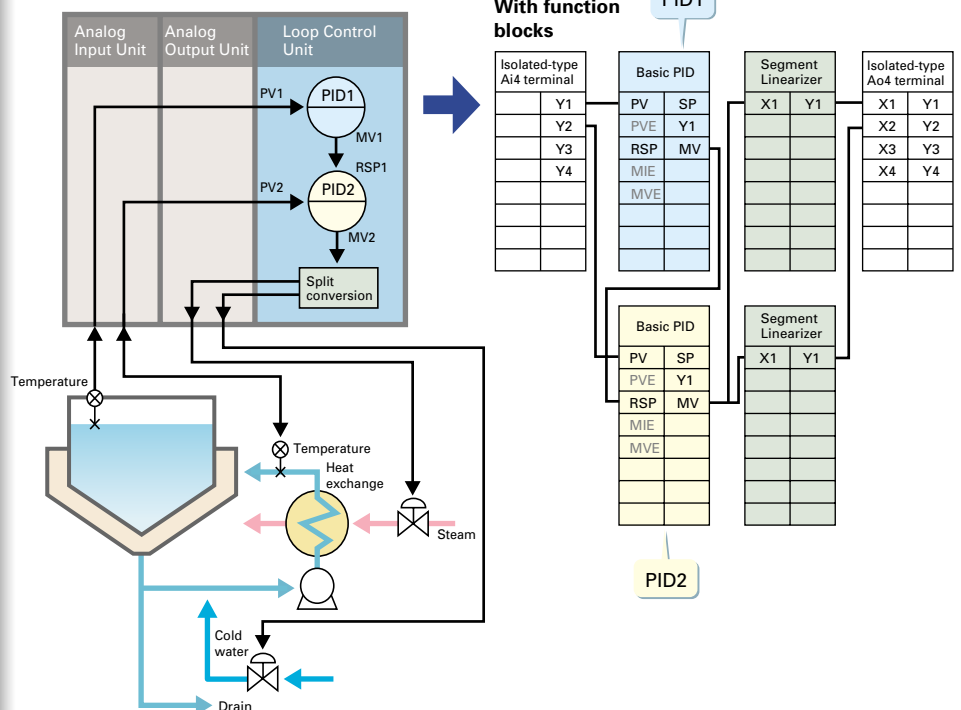 Analog
Input Unit
Analog
Output Unit
Loop Control
Unit
PV1
PID1
MV1
RSP1
PV2
PID2
MV2
Split
conversion
Temperature
Temperature
Heat
exchange
Steam
Cold
water
Drain
With function
blocks
PID1
Isolated-type
Ai4 terminal
Y1
Y2
Y3
Y4
Basic PID
PV SP
PVE Y1
RSP MV
MIE
MVE
Segment
Linearizer
X1 Y1
Isolated-type
Ao4 terminal
X1 Y1
X2 Y2
X3 Y3
X4 Y4
Basic PID
PV SP
PVE Y1
RSP MV
MIE
MVE
Segment
Linearizer
X1 Y1
PID2